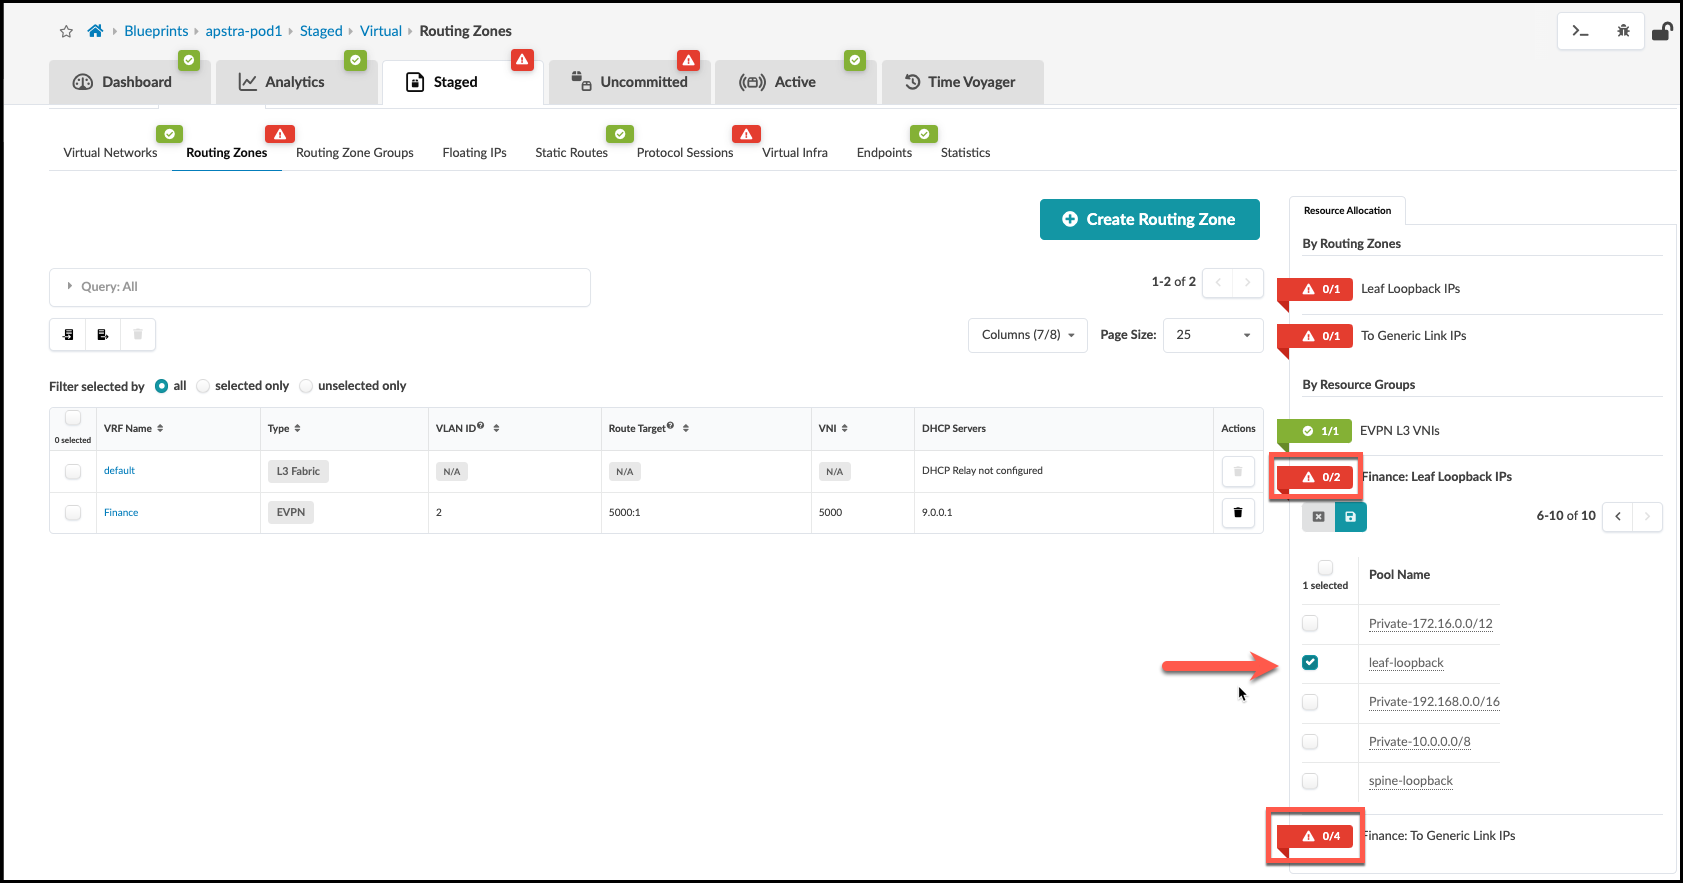 Blueprints apstra-pod1 Staged Virtual Routing Zones
Dashboard Analytics Staged Uncommitted Active Time Voyager
Virtual Networks Routing Zones Routing Zone Groups Floating IPs Static Routes Protocol Sessions Virtual Infra Endpoints Statistics
Create Routing Zone
Query: All
1-2 of 2
Columns (7/8) Page Size: 25
Filter selected by all selected only unselected only
0 selected VRF Name Type VLAN ID? Route Target? VNI DHCP Servers Actions
default L3 Fabric N/A N/A N/A DHCP Relay not configured
Finance EVPN 2 5000:1 5000 9.0.0.1
Resource Allocation
By Routing Zones
0/1 Leaf Loopback IPs
0/1 To Generic Link IPs
By Resource Groups
1/1 EVPN L3 VNIs
0/2 Finance: Leaf Loopback IPs
6-10 of 10
1 selected Pool Name
Private-172.16.0.0/12
leaf-loopback
Private-192.168.0.0/16
Private-10.0.0.0/8
spine-loopback
0/4 Finance: To Generic Link IPs